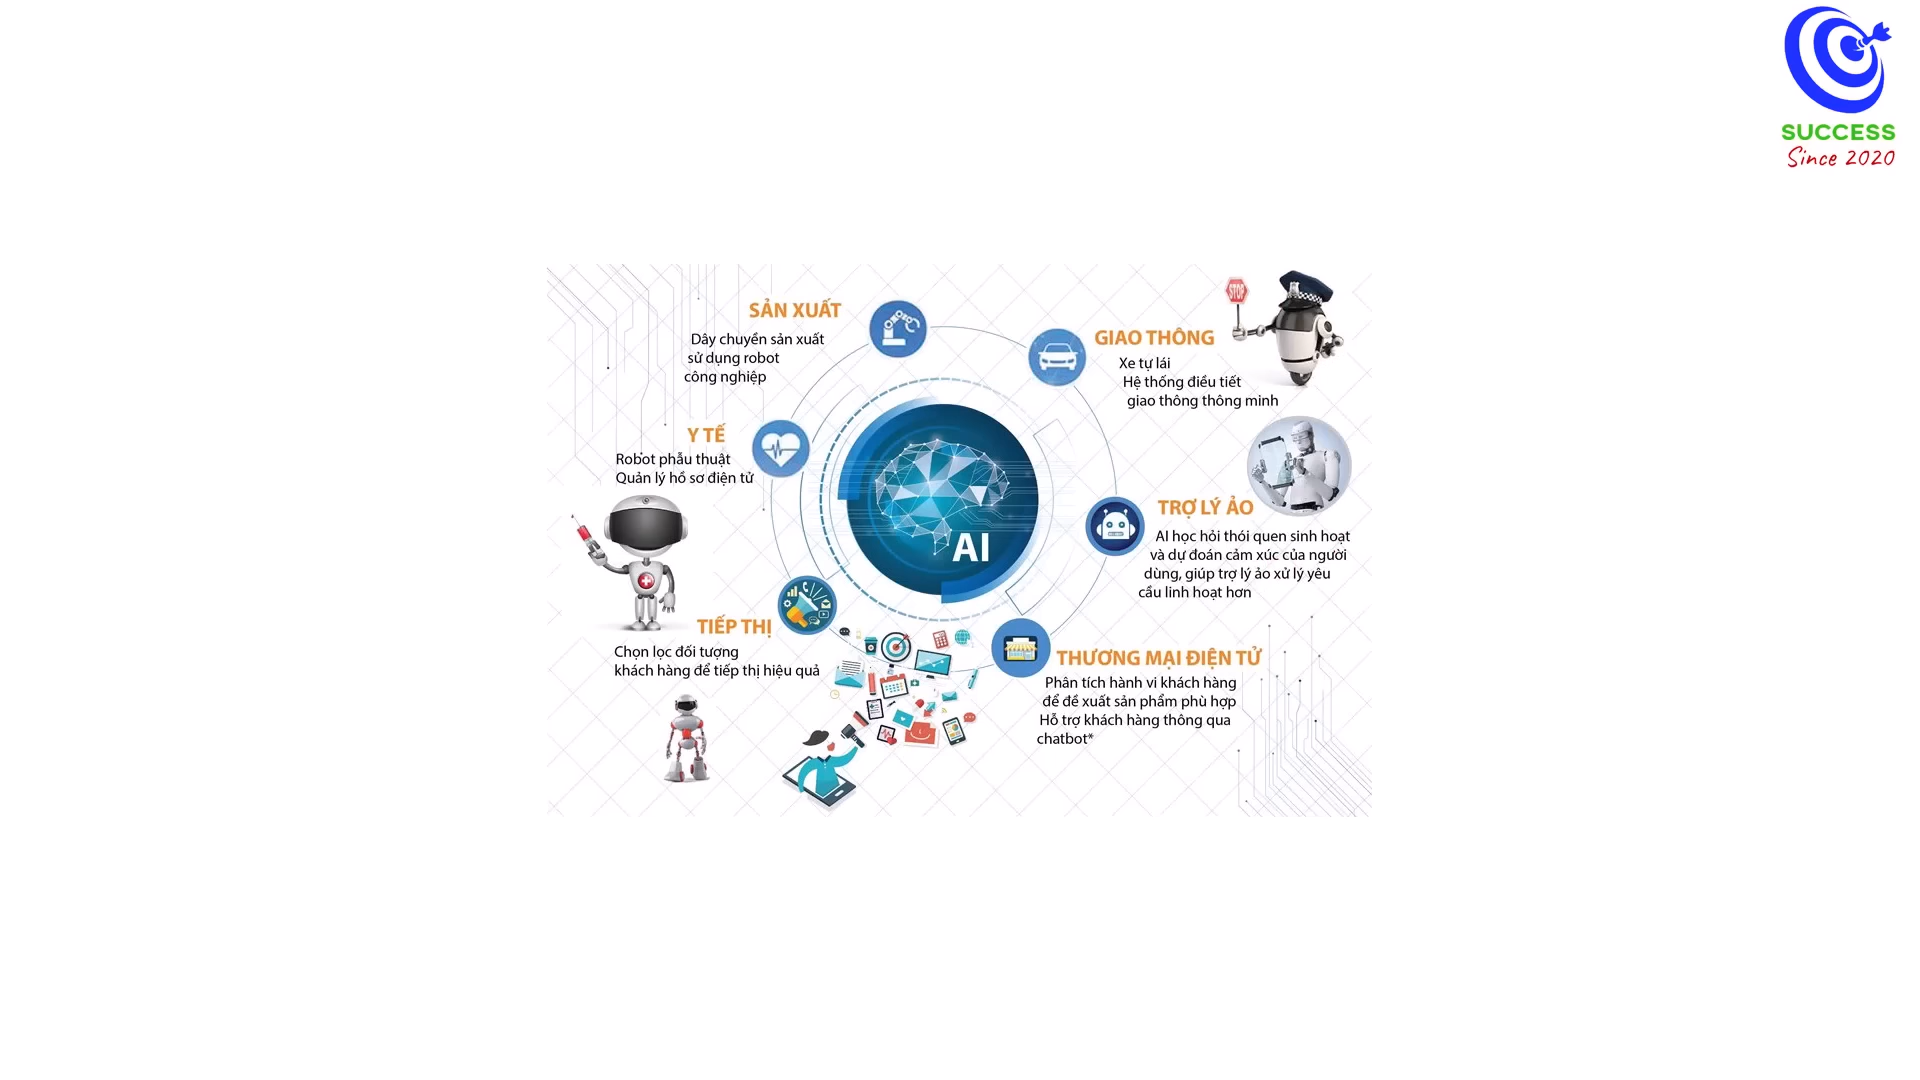 SUCCESS
Since 2020
SẢN XUẤT
Dây chuyền sản xuất
sử dụng robot
công nghiệp
GIAO THÔNG
Xe tự lái
Hệ thống điều tiết
giao thông thông minh
STOP
Y TẾ
Robot phẫu thuật
Quản lý hồ sơ điện tử
AI
TRỢ LÝ ẢO
AI học hỏi thói quen sinh hoạt
và dự đoán cảm xúc của người
dùng, giúp trợ lý ảo xử lý yêu
cầu linh hoạt hơn
TIẾP THỊ
Chọn lọc đối tượng
khách hàng để tiếp thị hiệu quả
THƯƠNG MẠI ĐIỆN TỬ
Phân tích hành vi khách hàng
để đề xuất sản phẩm phù hợp
Hỗ trợ khách hàng thông qua
chatbot*